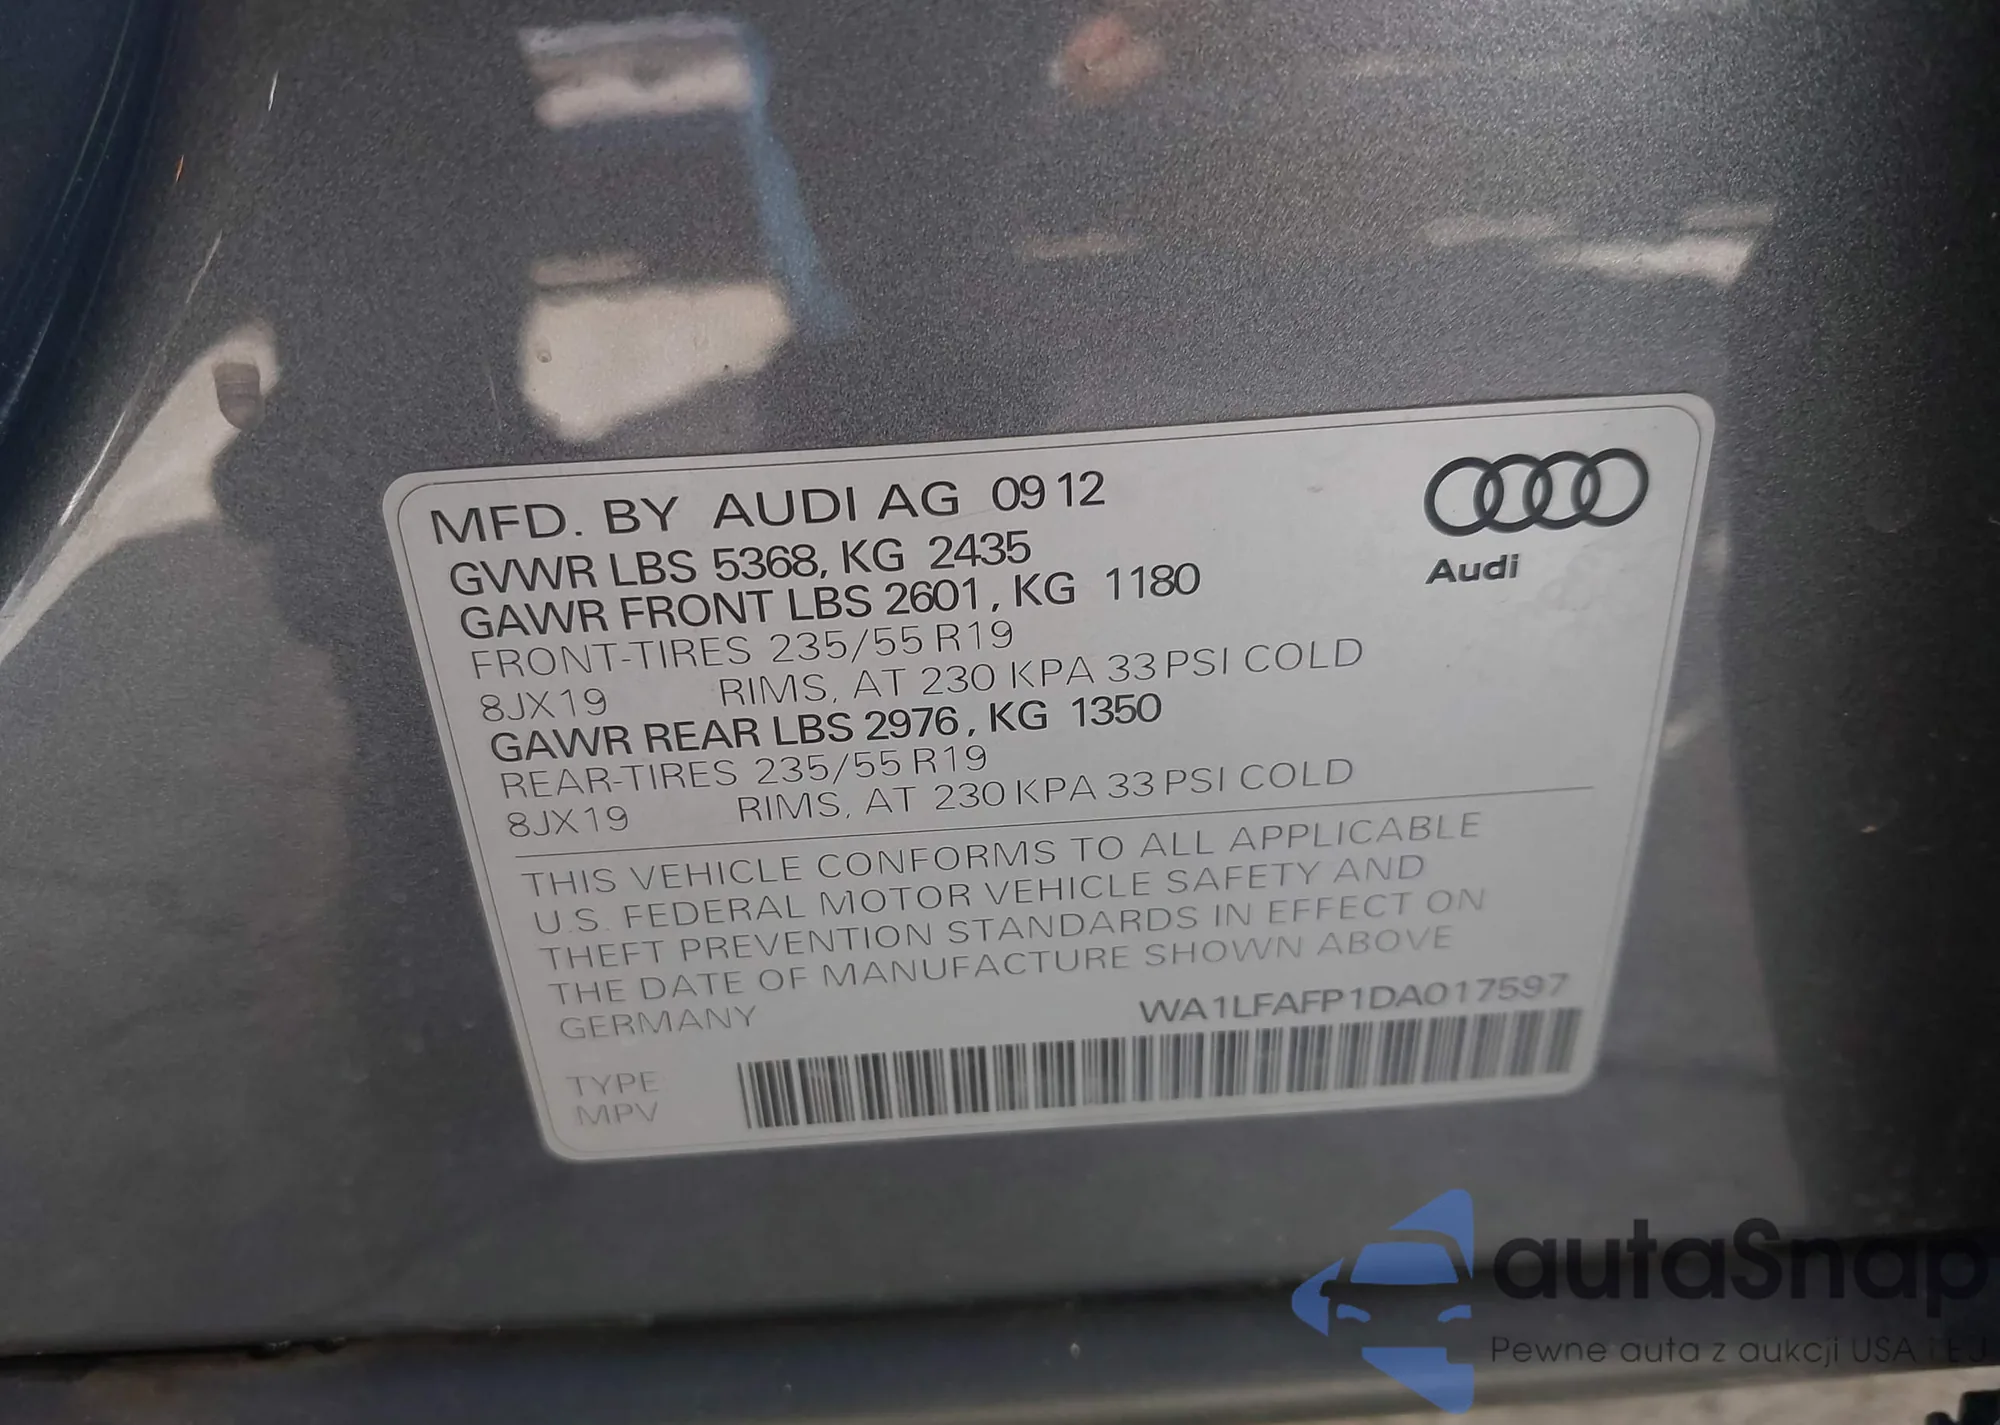 MFD. BY AUDI AG 09 12
GVWR LBS 5368, KG 2435
GAWR FRONT LBS 2601, KG 1180
FRONT-TIRES 235/55 R19
8JX19 RIMS, AT 230 KPA 33 PSI COLD
GAWR REAR LBS 2976, KG 1350
REAR-TIRES 235/55 R19
8JX19 RIMS, AT 230 KPA 33 PSI COLD
Audi
THIS VEHICLE CONFORMS TO ALL APPLICABLE
U.S. FEDERAL MOTOR VEHICLE SAFETY AND
THEFT PREVENTION STANDARDS IN EFFECT ON
THE DATE OF MANUFACTURE SHOWN ABOVE
GERMANY WA1LFAFP1DA017597
TYPE
MPV
autaSnap
Pewne auta z aukcji USA i EU